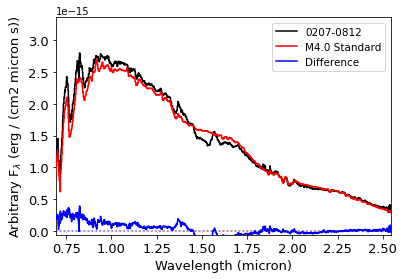 1e−15
0207-0812
M4.0 Standard
Difference
3.0
2.5
2.0
1.5
1.0
0.5
0.0
Arbitrary Fλ (erg / (cm2 micron s))
0.75 1.00 1.25 1.50 1.75 2.00 2.25 2.50
Wavelength (micron)